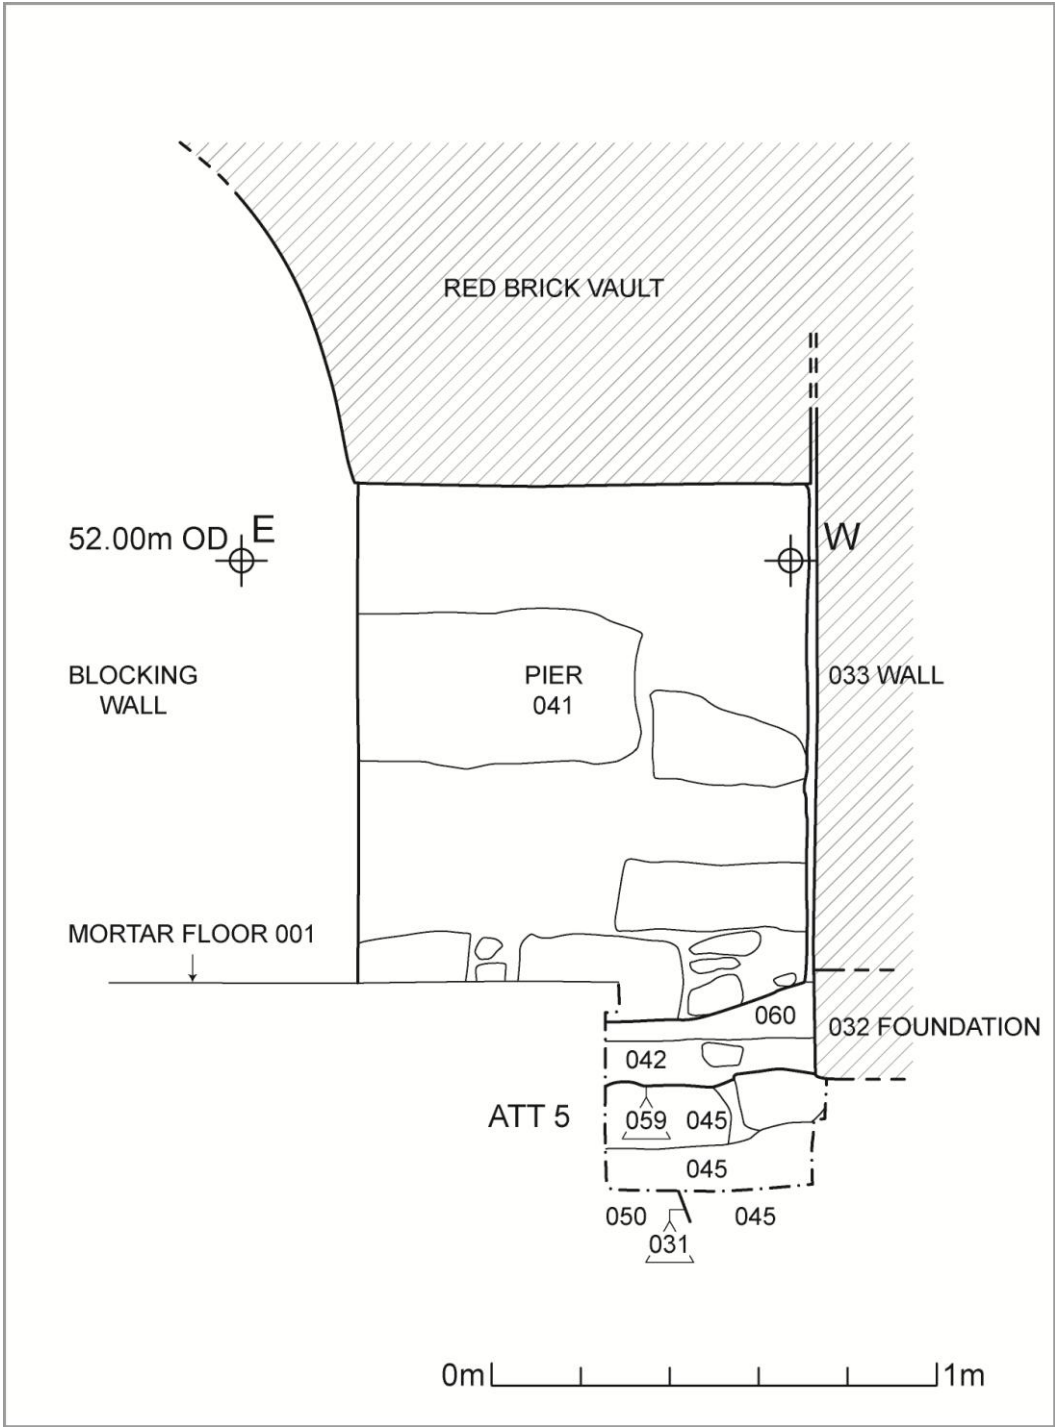 RED BRICK VAULT
52.00m OD E
W
BLOCKING
WALL
PIER
041
033 WALL
MORTAR FLOOR 001
060
032 FOUNDATION
042
ATT 5
059
045
045
050
045
031
0m
1m